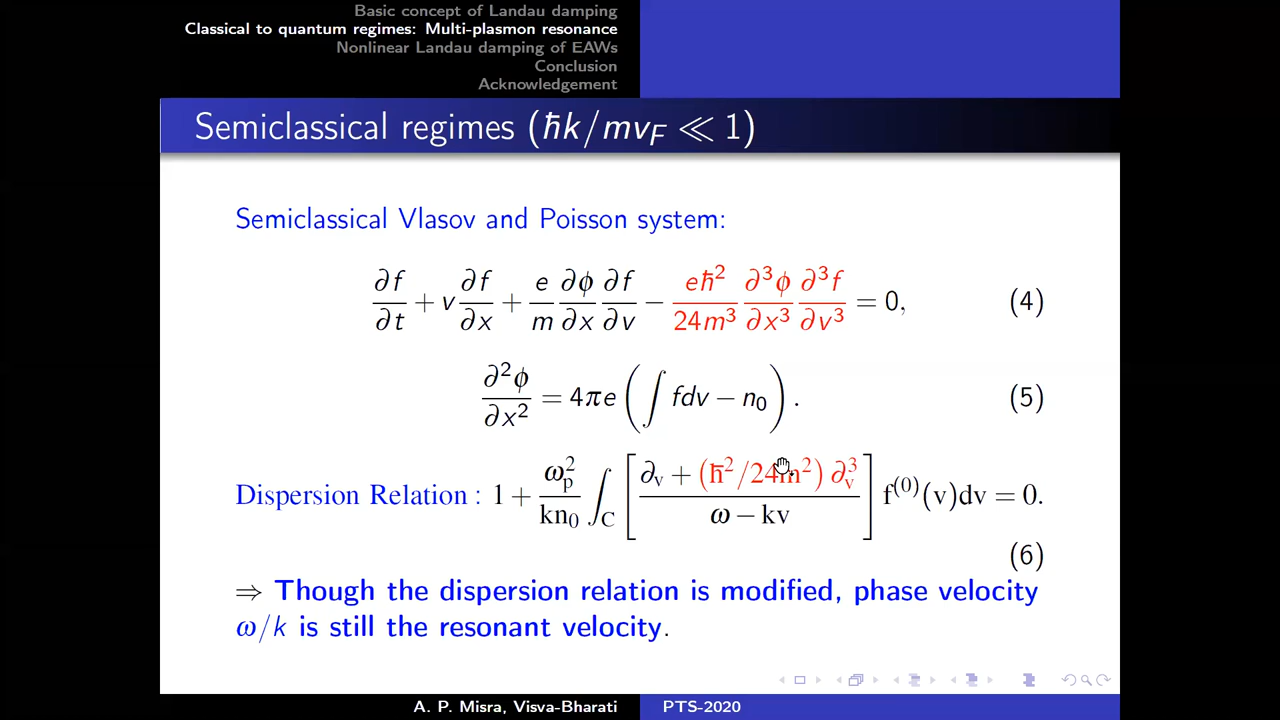 Basic concept of Landau damping
Classical to quantum regimes: Multi-plasmon resonance
Nonlinear Landau damping of EAWs
Conclusion
Acknowledgement
Semiclassical regimes (ħk/mv_F ≪ 1)
Semiclassical Vlasov and Poisson system:
∂f/∂t + v ∂f/∂x + e/m ∂ϕ/∂x ∂f/∂v − eħ²/24m³ ∂³ϕ/∂x³ ∂³f/∂v³ = 0, (4)
∂²ϕ/∂x² = 4πe (∫ fdv − n₀). (5)
Dispersion Relation : 1 + ω_p²/kn₀ ∫_C [∂_v + (ħ²/24m²) ∂_v³ / ω − kv] f⁽⁰⁾(v)dv = 0.
(6)
⇒ Though the dispersion relation is modified, phase velocity
ω/k is still the resonant velocity.
A. P. Misra, Visva-Bharati PTS-2020